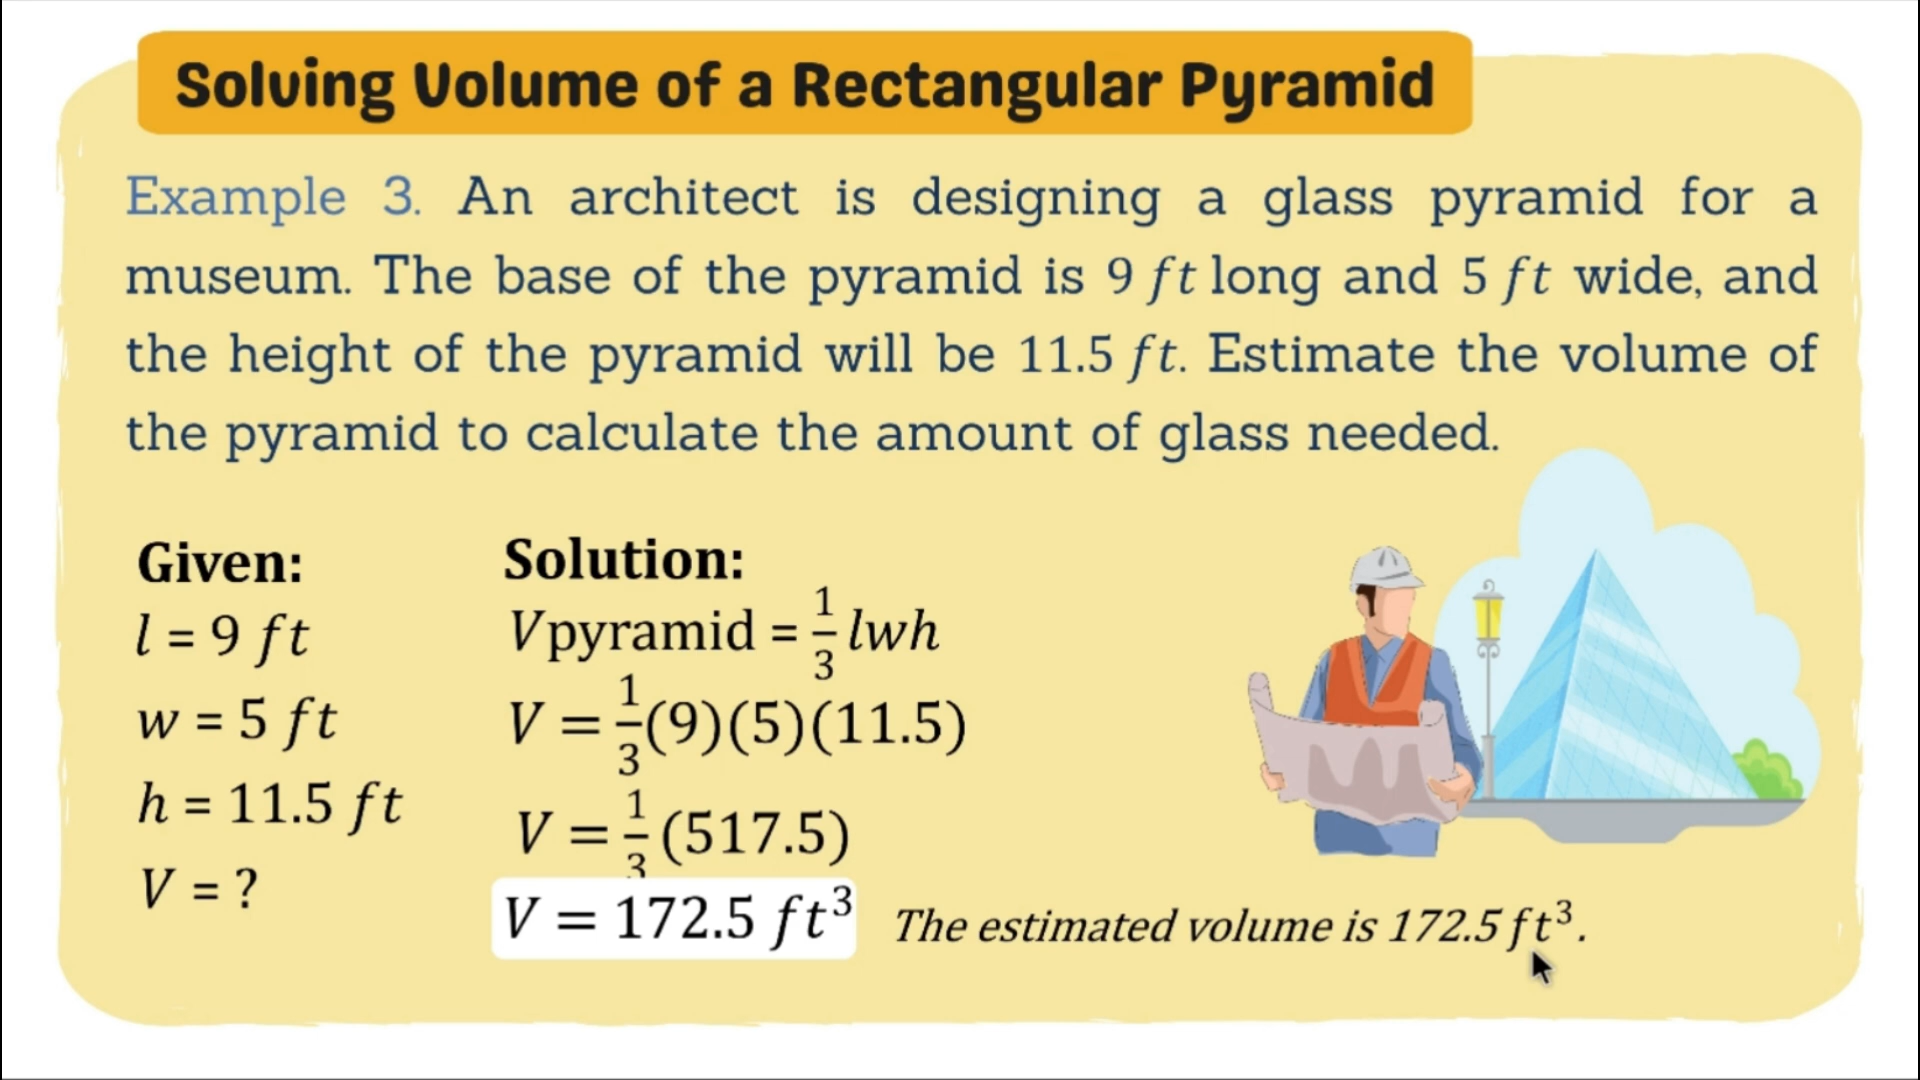 Solving Volume of a Rectangular Pyramid
Example 3. An architect is designing a glass pyramid for a
museum. The base of the pyramid is 9 ft long and 5 ft wide, and
the height of the pyramid will be 11.5 ft. Estimate the volume of
the pyramid to calculate the amount of glass needed.
Given:
l = 9 ft
w = 5 ft
h = 11.5 ft
V = ?
Solution:
Vpyramid = 1/3 lwh
V = 1/3 (9)(5)(11.5)
V = 1/3 (517.5)
V = 172.5 ft³
The estimated volume is 172.5 ft³.